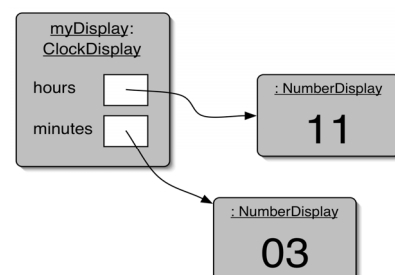 myDisplay:
ClockDisplay
hours
minutes
: NumberDisplay
11
: NumberDisplay
03